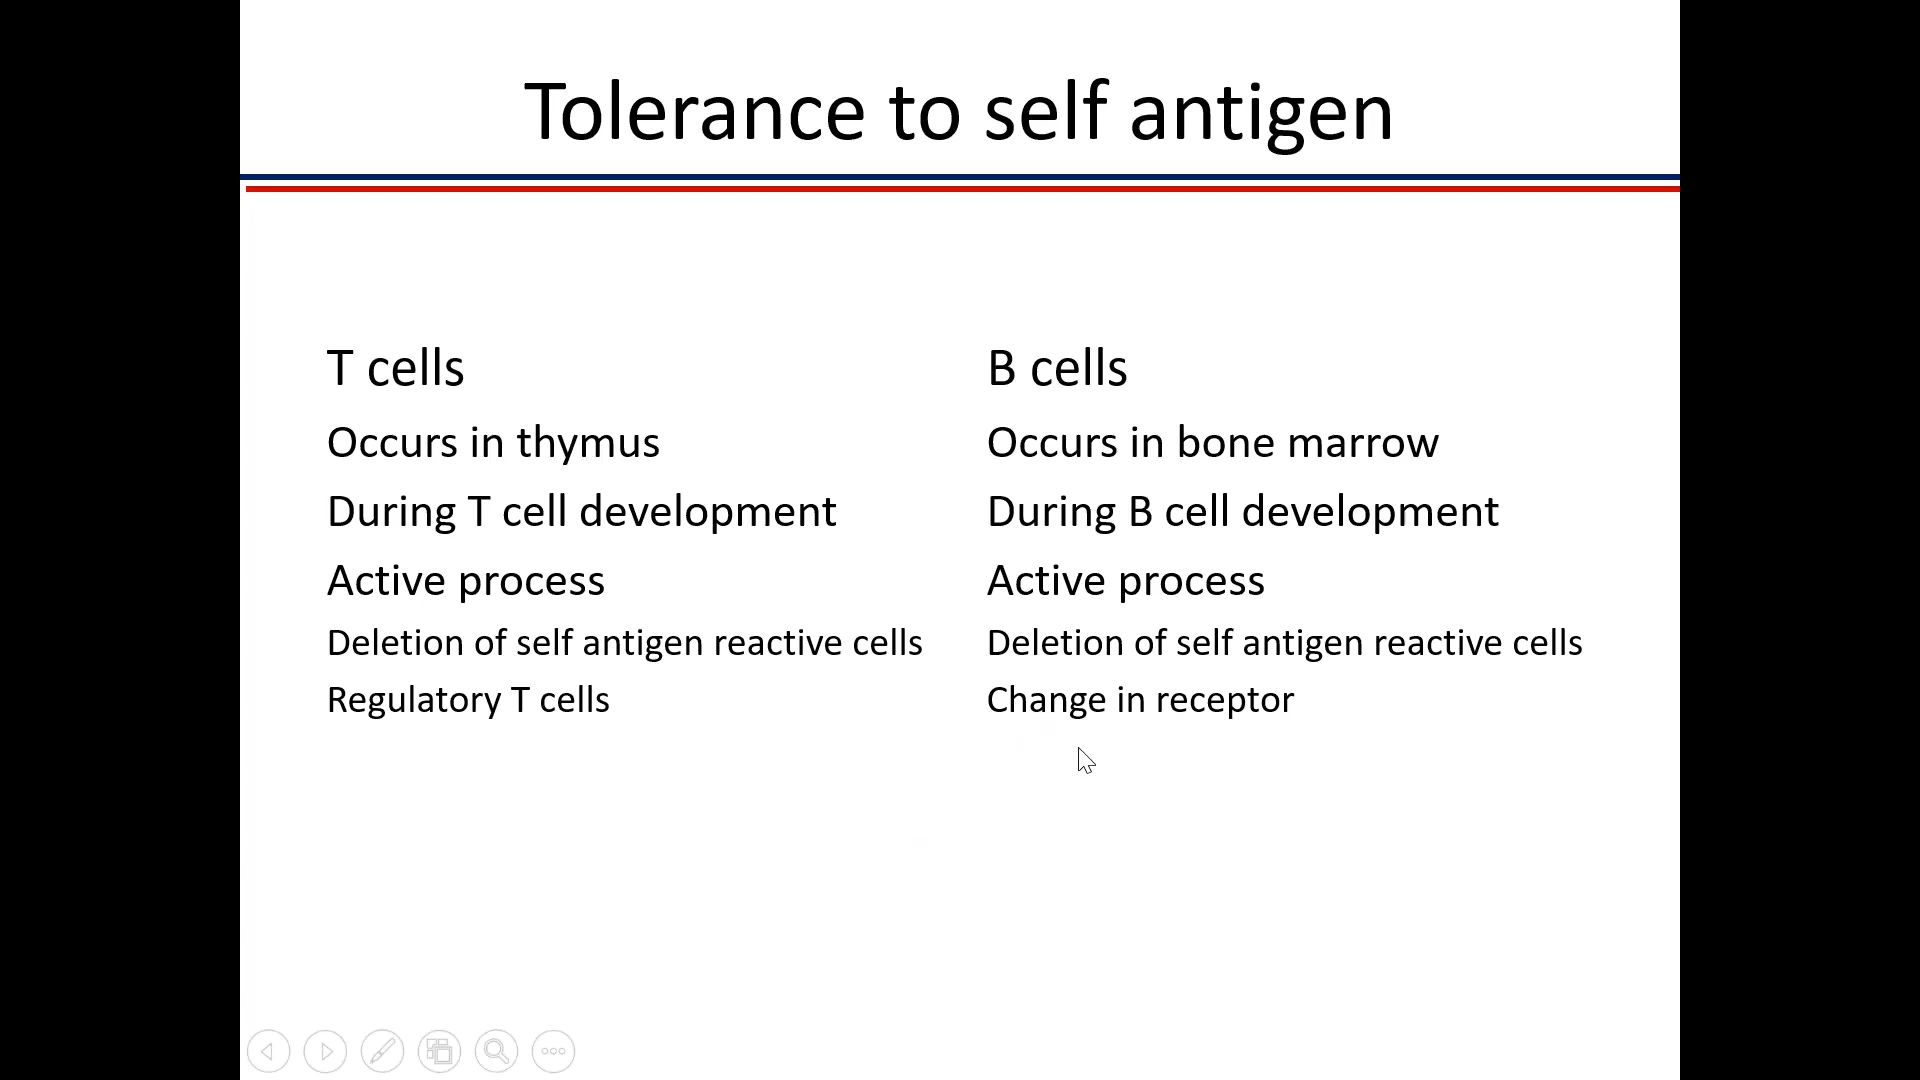 Tolerance to self antigen
T cells
Occurs in thymus
During T cell development
Active process
Deletion of self antigen reactive cells
Regulatory T cells
B cells
Occurs in bone marrow
During B cell development
Active process
Deletion of self antigen reactive cells
Change in receptor